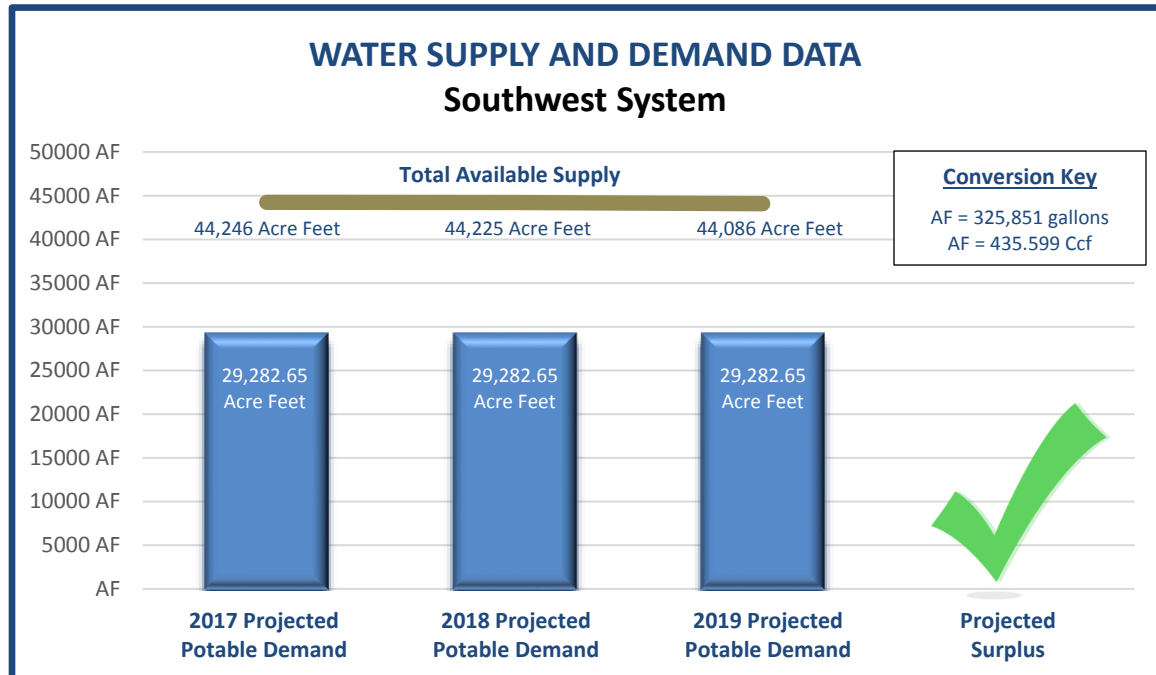 WATER SUPPLY AND DEMAND DATA
Southwest System
50000 AF
45000 AF
40000 AF
35000 AF
30000 AF
25000 AF
20000 AF
15000 AF
10000 AF
5000 AF
AF
Total Available Supply
44,246 Acre Feet
44,225 Acre Feet
44,086 Acre Feet
Conversion Key
AF = 325,851 gallons
AF = 435.599 Ccf
29,282.65
Acre Feet
29,282.65
Acre Feet
29,282.65
Acre Feet
2017 Projected
Potable Demand
2018 Projected
Potable Demand
2019 Projected
Potable Demand
Projected
Surplus